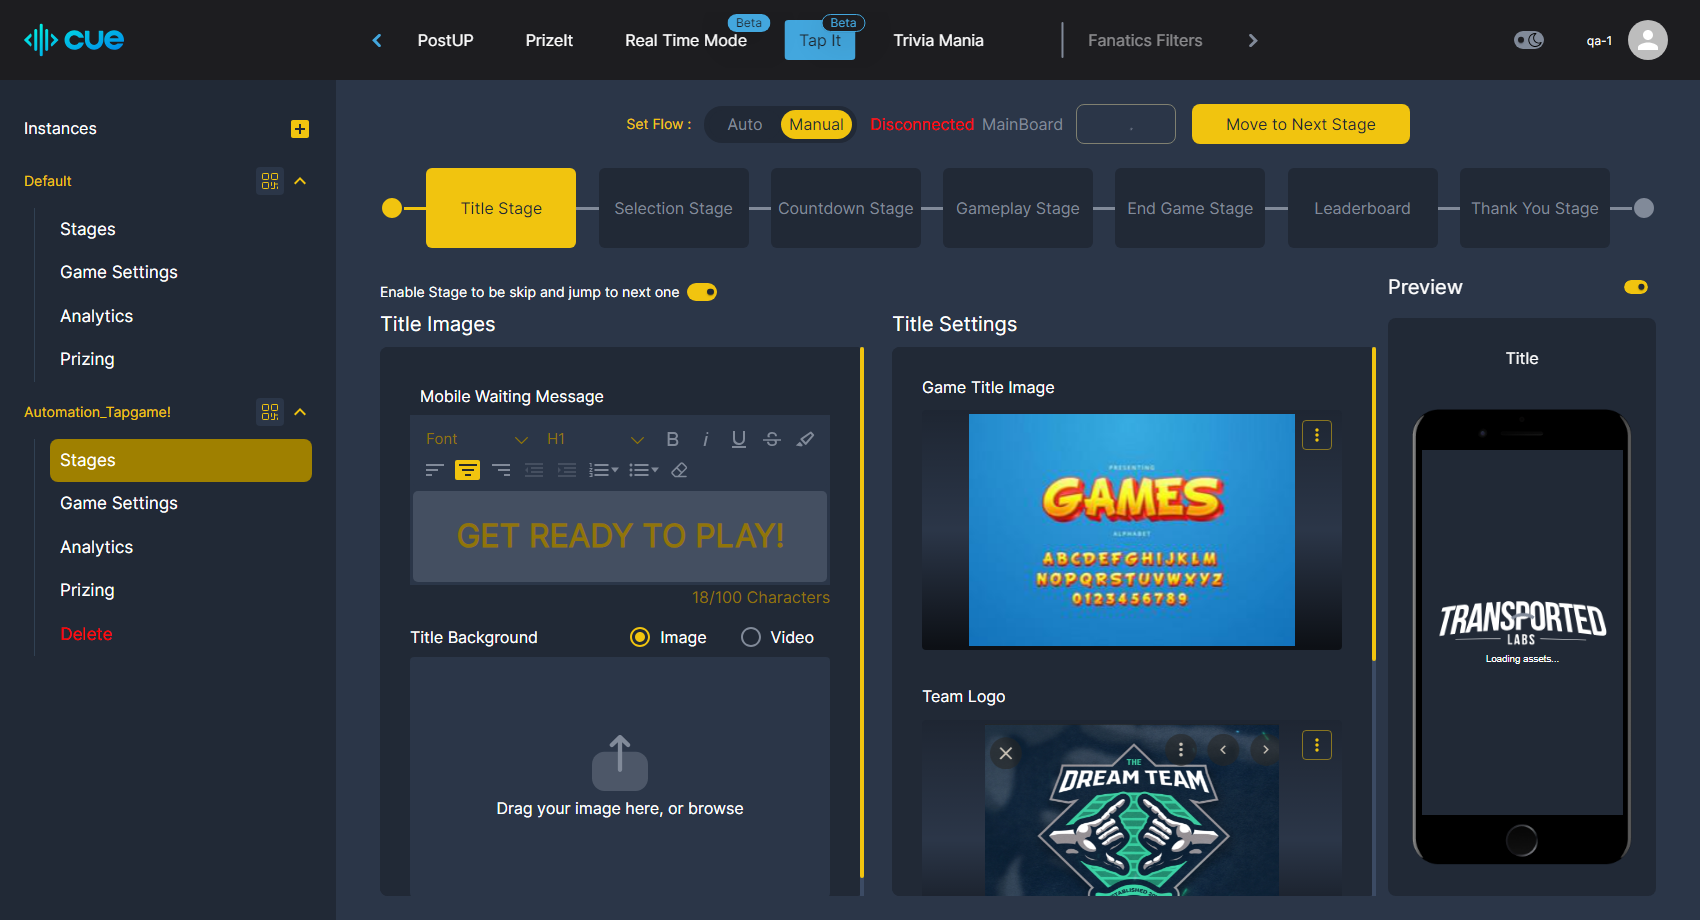 cue
PostUP
PrizeIt
Real Time Mode
Beta
Tap It
Beta
Trivia Mania
Fanatics Filters
qa-1
Instances
Default
Stages
Game Settings
Analytics
Prizing
Automation_Tapgame!
Stages
Game Settings
Analytics
Prizing
Delete
Set Flow :
Auto
Manual
Disconnected MainBoard
Move to Next Stage
Title Stage
Selection Stage
Countdown Stage
Gameplay Stage
End Game Stage
Leaderboard
Thank You Stage
Enable Stage to be skip and jump to next one
Title Images
Mobile Waiting Message
Font
H1
B i U S
GET READY TO PLAY!
18/100 Characters
Title Background
Image
Video
Drag your image here, or browse
Title Settings
Game Title Image
PRESENTING
GAMES
ALPHABET
ABCDEFGHIJKLM
NOPQRSTUVWXYZ
0123456789
Team Logo
THE
DREAM TEAM
Preview
Title
TRANSPORTED
LABS
Loading assets...